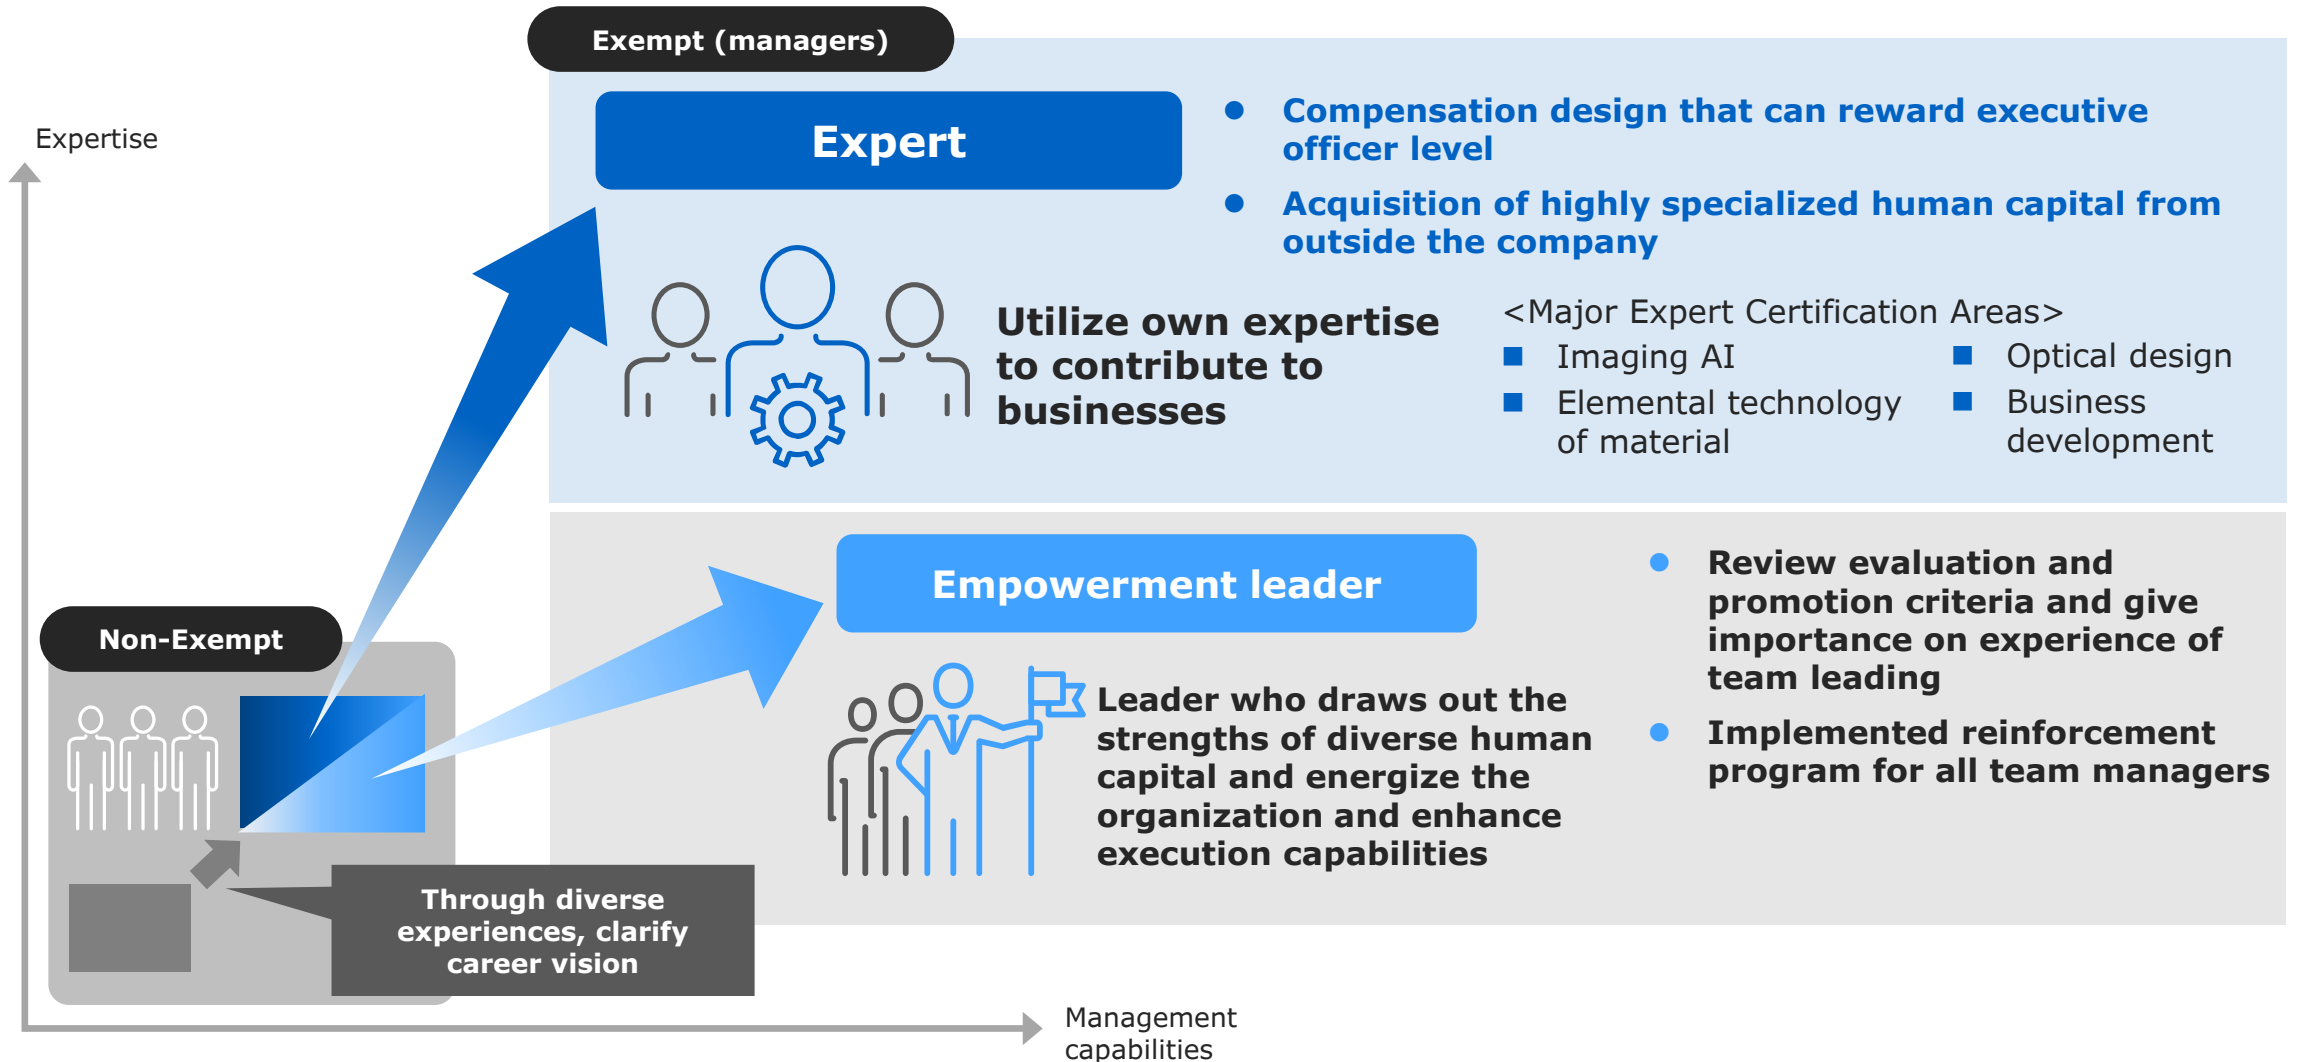 Exempt (managers)
Expertise
Expert
● Compensation design that can reward executive
officer level
● Acquisition of highly specialized human capital from
outside the company
Utilize own expertise
to contribute to
businesses
<Major Expert Certification Areas>
■ Imaging AI
■ Elemental technology
of material
■ Optical design
■ Business
development
Empowerment leader
Leader who draws out the
strengths of diverse human
capital and energize the
organization and enhance
execution capabilities
● Review evaluation and
promotion criteria and give
importance on experience of
team leading
● Implemented reinforcement
program for all team managers
Non-Exempt
Through diverse
experiences, clarify
career vision
Management
capabilities